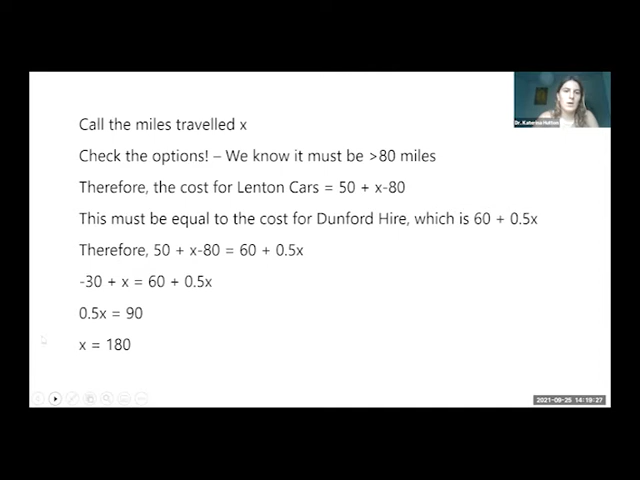 Call the miles travelled x
Check the options! – We know it must be >80 miles
Therefore, the cost for Lenton Cars = 50 + x-80
This must be equal to the cost for Dunford Hire, which is 60 + 0.5x
Therefore, 50 + x-80 = 60 + 0.5x
-30 + x = 60 + 0.5x
0.5x = 90
x = 180
Dr. Katerina
2021-09-25 14:19:27